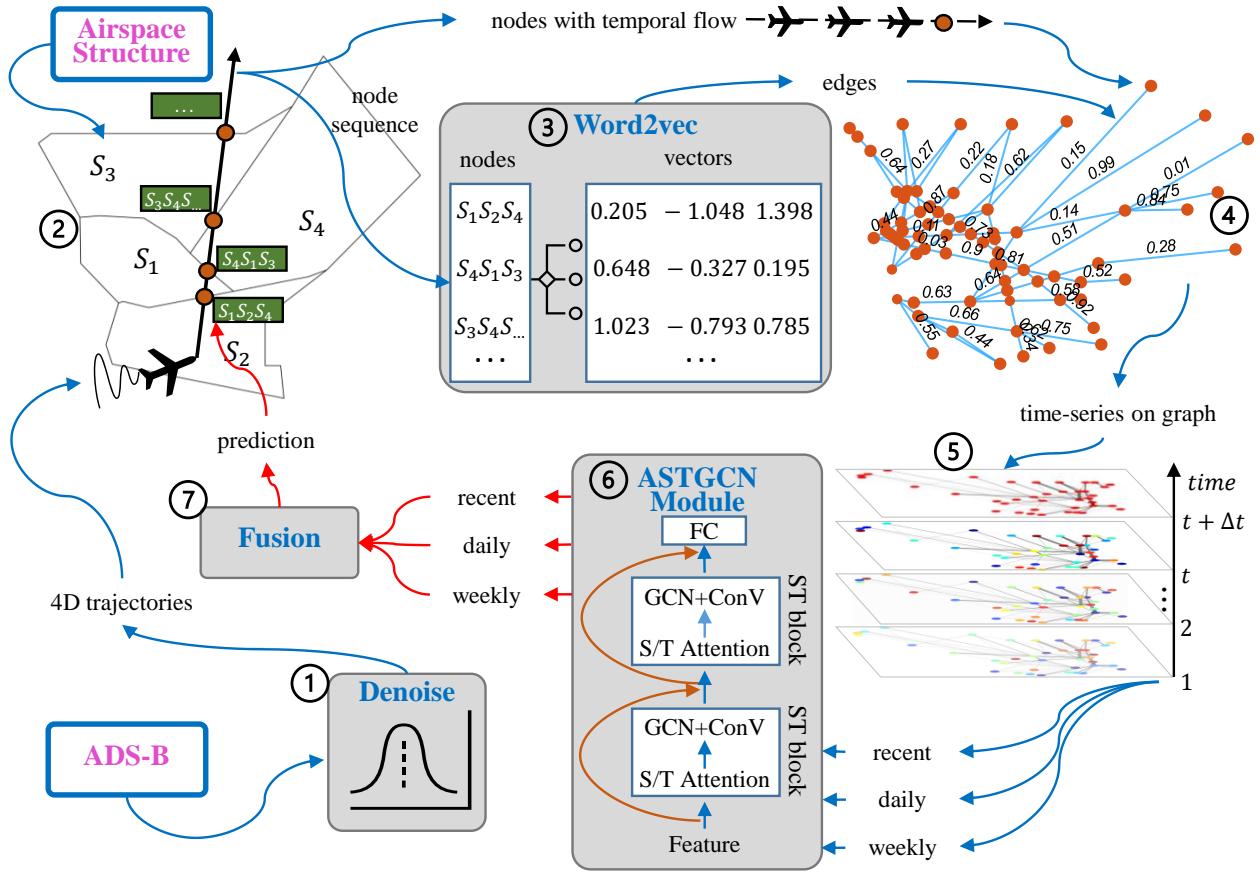 Airspace
Structure
nodes with temporal flow
edges
node
sequence
...
S3
S3S4S...
S4
2
S1
S4S1S3
S1S2S4
S2
3
Word2vec
nodes
vectors
S1S2S4
0.205 −1.048 1.398
S4S1S3
0.648 −0.327 0.195
S3S4S...
1.023 −0.793 0.785
...
...
0.64
0.27
0.22
0.18
0.62
0.15
0.99
0.01
0.75
0.84
0.87
0.44
0.11
0.03
0.73
0.9
0.14
0.51
0.81
0.28
0.64
0.52
0.58
0.92
0.63
0.66
0.55
0.44
0.62
0.75
0.34
4
time-series on graph
5
time
t + Δt
t
2
1
prediction
7
Fusion
recent
daily
weekly
6
ASTGCN
Module
FC
GCN+ConV
S/T Attention
ST block
GCN+ConV
S/T Attention
ST block
Feature
recent
daily
weekly
4D trajectories
1
Denoise
ADS-B